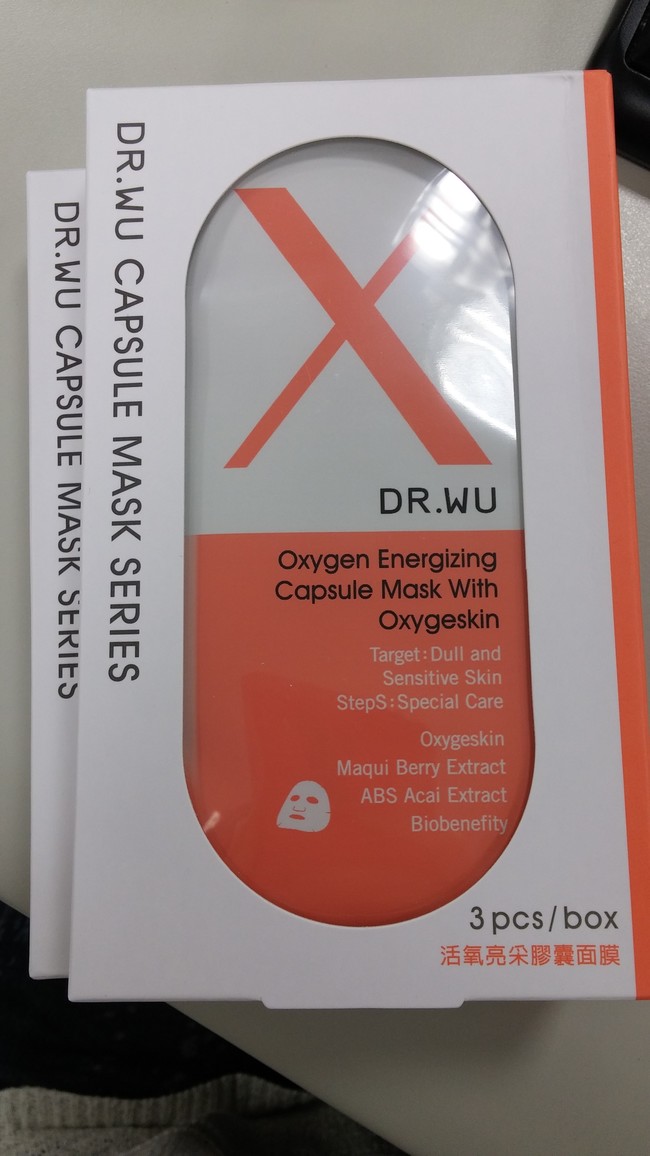 DR.WU CAPSULE MASK SERIES
DR.WU CAPSULE MASK SERIES
X
DR.WU
Oxygen Energizing
Capsule Mask With
Oxygeskin
Target:Dull and
Sensitive Skin
StepS:Special Care
Oxygeskin
Maqui Berry Extract
ABS Acai Extract
Biobenefity
3pcs/box
活氧亮采膠囊面膜